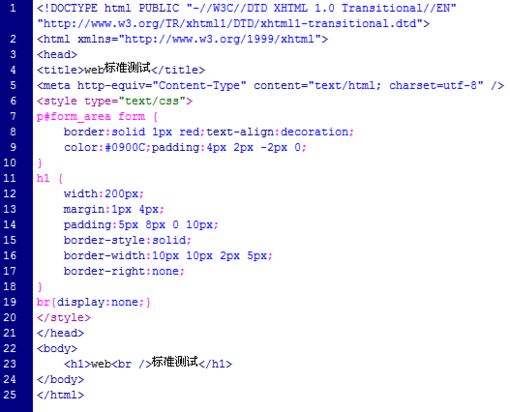 1 <!DOCTYPE html PUBLIC "-//W3C//DTD XHTML 1.0 Transitional//EN"
"http://www.w3.org/TR/xhtml1/DTD/xhtml1-transitional.dtd">
2 <html xmlns="http://www.w3.org/1999/xhtml">
3 <head>
4 <title>web标准测试</title>
5 <meta http-equiv="Content-Type" content="text/html; charset=utf-8" />
6 <style type="text/css">
7 p#form_area form {
8 border:solid 1px red;text-align:decoration;
9 color:#0900C;padding:4px 2px -2px 0;
10 }
11 h1 {
12 width:200px;
13 margin:1px 4px;
14 padding:5px 8px 0 10px;
15 border-style:solid;
16 border-width:10px 10px 2px 5px;
17 border-right:none;
18 }
19 br{display:none;}
20 </style>
21 </head>
22 <body>
23 <h1>web<br />标准测试</h1>
24 </body>
25 </html>